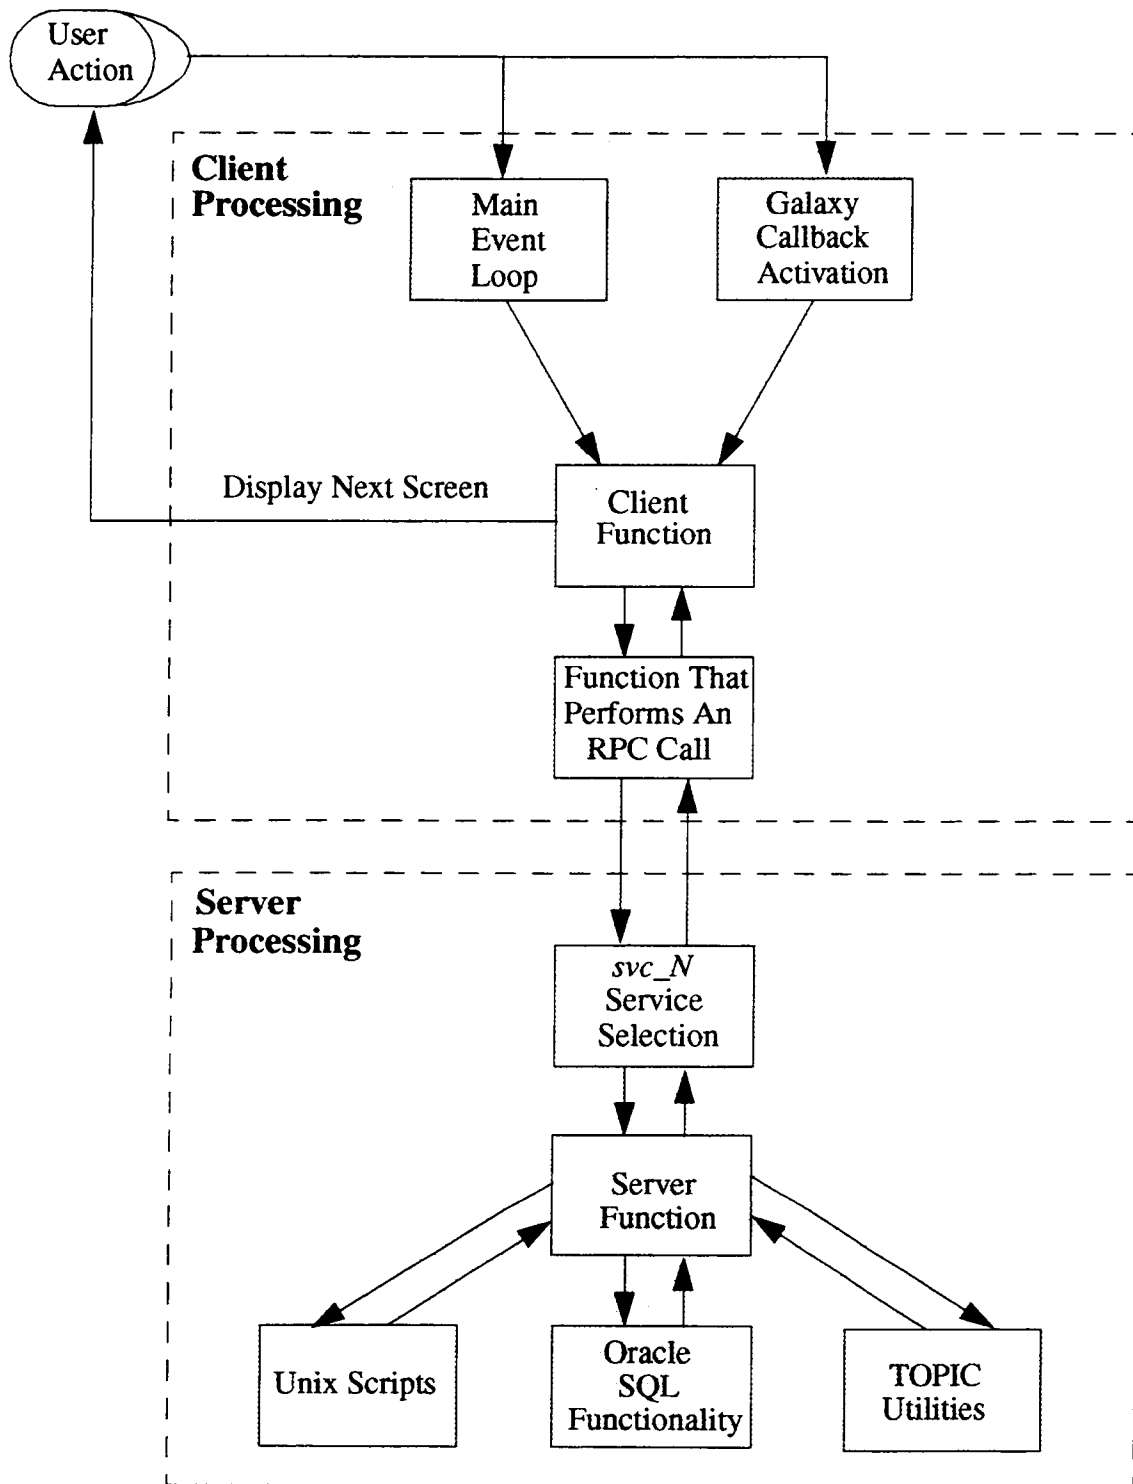 User
Action
Client
Processing
Main
Event
Loop
Galaxy
Callback
Activation
Display Next Screen
Client
Function
Function That
Performs An
RPC Call
Server
Processing
svc_N
Service
Selection
Server
Function
Unix Scripts
Oracle
SQL
Functionality
TOPIC
Utilities